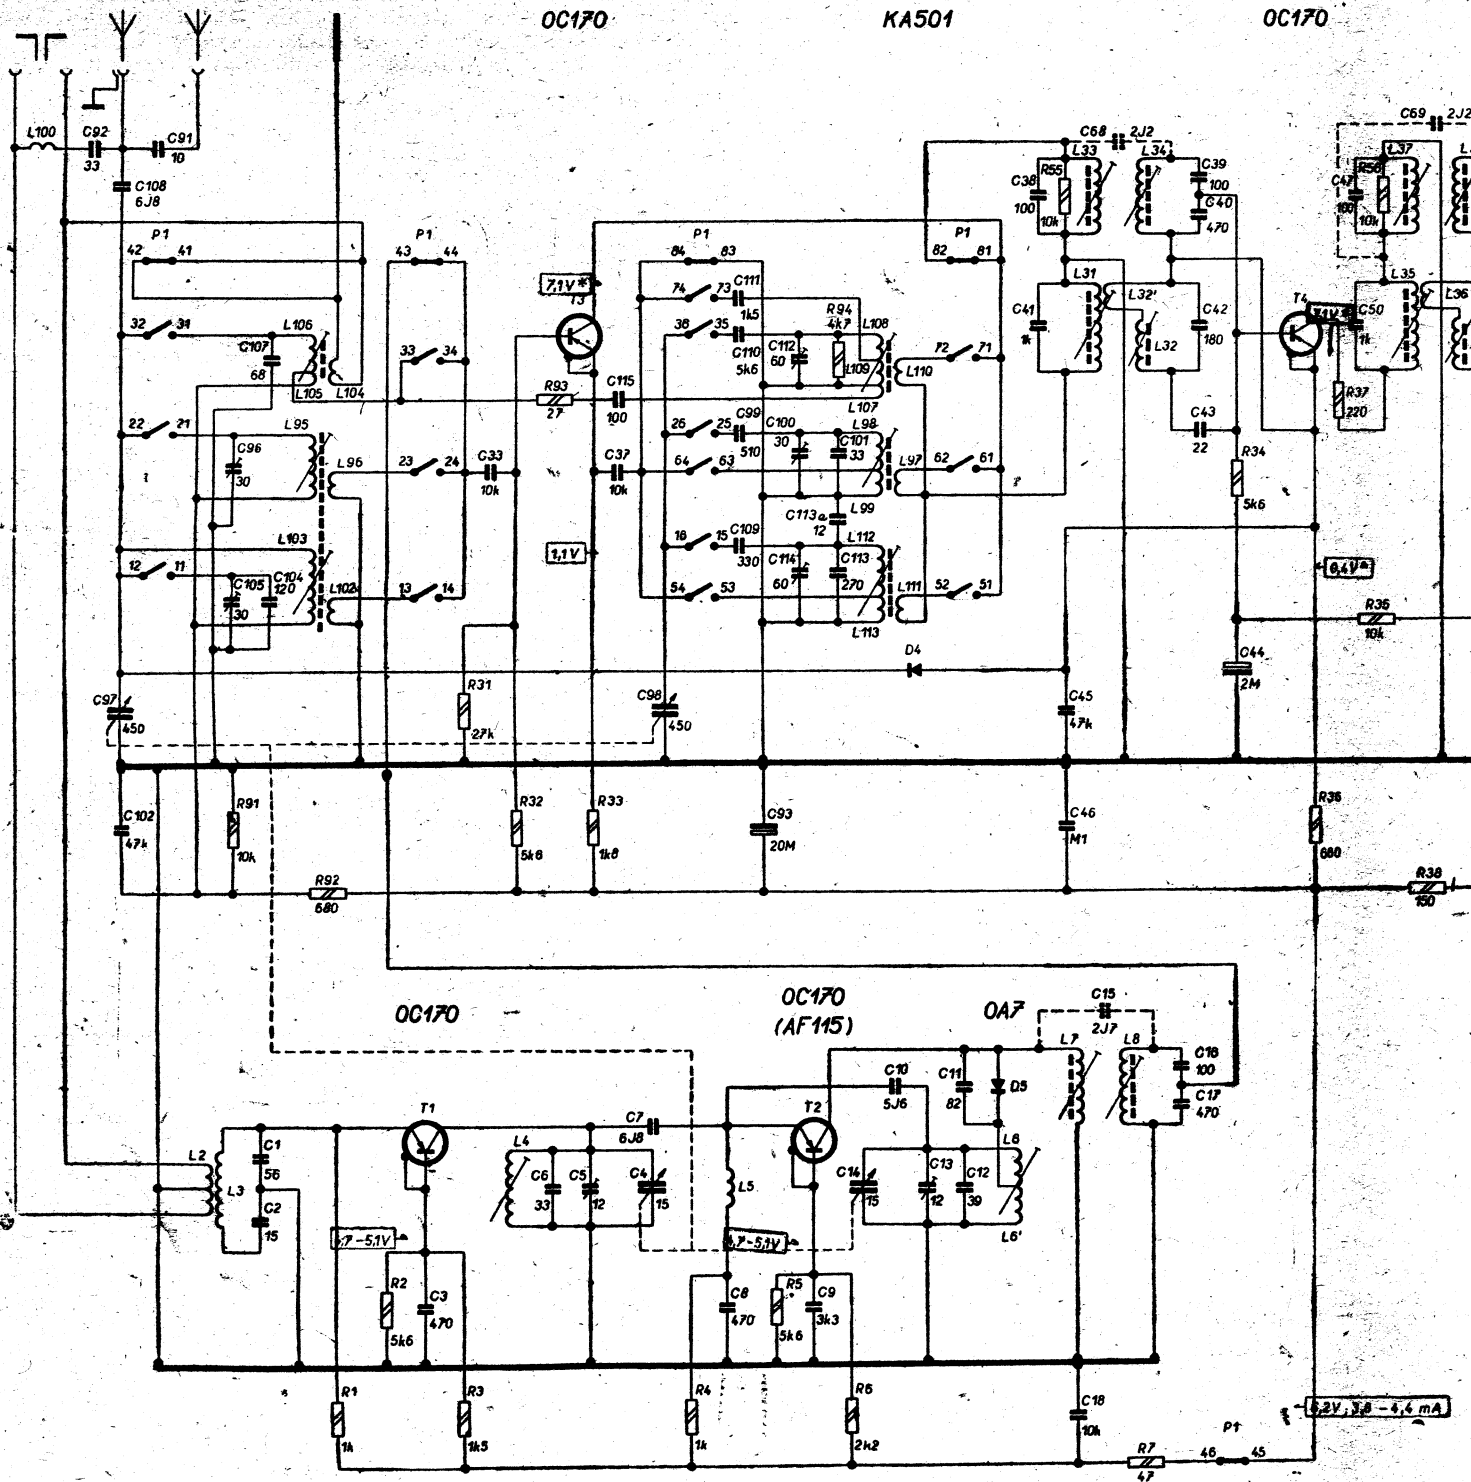 OC170 KA501 OC170
C69 2J2
L100 C92 C91
33 10
C68 2J2
L33 L34 L37
C108
6J8
C38 R55 C39 C47 R56
100 10k 100 100 10k
C40
470
P1 P1 P1 P1
42 41 43 44 84 83 82 81
7,1V*
T3
74 73 C111
1k5
L31 L32' L35 L36
32 31 L106 36 35 R94 L108
4k7
C110 C112
5k6 60
C41 C42 T4 C50
1k 180 1k
L32
C107
68
33 34 72 71
L109 L110
L105 L104 R93 C115 L107
27 100
R37
220
22 21 L95 26 25 C99 C100 L98
510 30
C101
33
C43
22
C96 L96 23 24 C33 C37 64 63 L97 62 61 R34
30 10k 10k 5k6
L99
C113a
12
L103 1,1V 16 15 C109 L112
330
0,4V*
12 11 C105 C104 L102 13 14 54 53 C114 C113 L111 52 51
30 120 60 270
L113
R35
10k
D4 C44
2M
R31
27k
C97 C98 C45
450 450 47k
C102 R91 R32 R33 C93 C46 R36
47k 10k 5k6 1k8 20M M1 680
R92 R38
680 150
OC170 OC170 OA7
(AF115)
C15
2J7
L7 L8
C10 C11 D5 C16
5J6 82 100
C17
470
T1 C7 T2
6J8
L2 C1 L4 L6
56
L3 C6 C5 C4 L5 C14 C13 C12
33 12 15 15 12 39
C2
15
L6'
R2 C3 C8 R5 C9
5k6 470 470 5k6 3k3
R1 R3 R4 R6 C18
1k 1k5 1k 2k2 10k
P1
R7 46 45
47